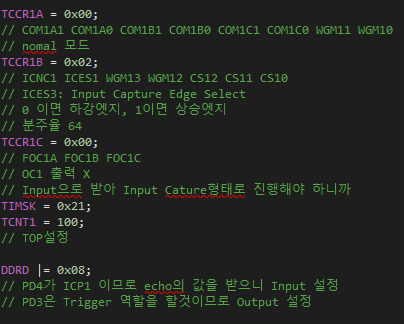 TCCR1A = 0x00;
// COM1A1 COM1A0 COM1B1 COM1B0 COM1C1 COM1C0 WGM11 WGM10
// nomal 모드
TCCR1B = 0x02;
// ICNC1 ICES1 WGM13 WGM12 CS12 CS11 CS10
// ICES3: Input Capture Edge Select
// 0 이면 하강엣지, 1이면 상승엣지
// 분주율 64
TCCR1C = 0x00;
// FOC1A FOC1B FOC1C
// OC1 출력 X
// Input으로 받아 Input Cature형태로 진행해야 하니까
TIMSK = 0x21;
TCNT1 = 100;
// TOP설정
DDRD |= 0x08;
// PD4가 ICP1 이므로 echo의 값을 받으니 Input 설정
// PD3은 Trigger 역할을 할것이므로 Output 설정